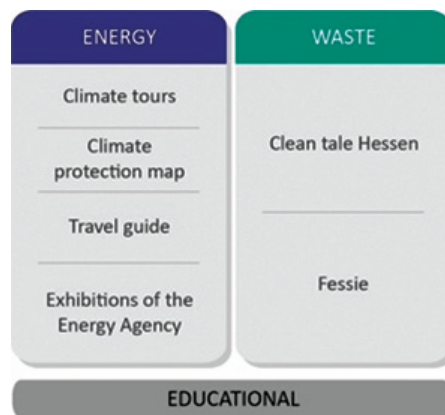 ENERGY
Climate tours
Climate
protection map
Travel guide
Exhibitions of the
Energy Agency
WASTE
Clean tale Hessen
Fessie
EDUCATIONAL